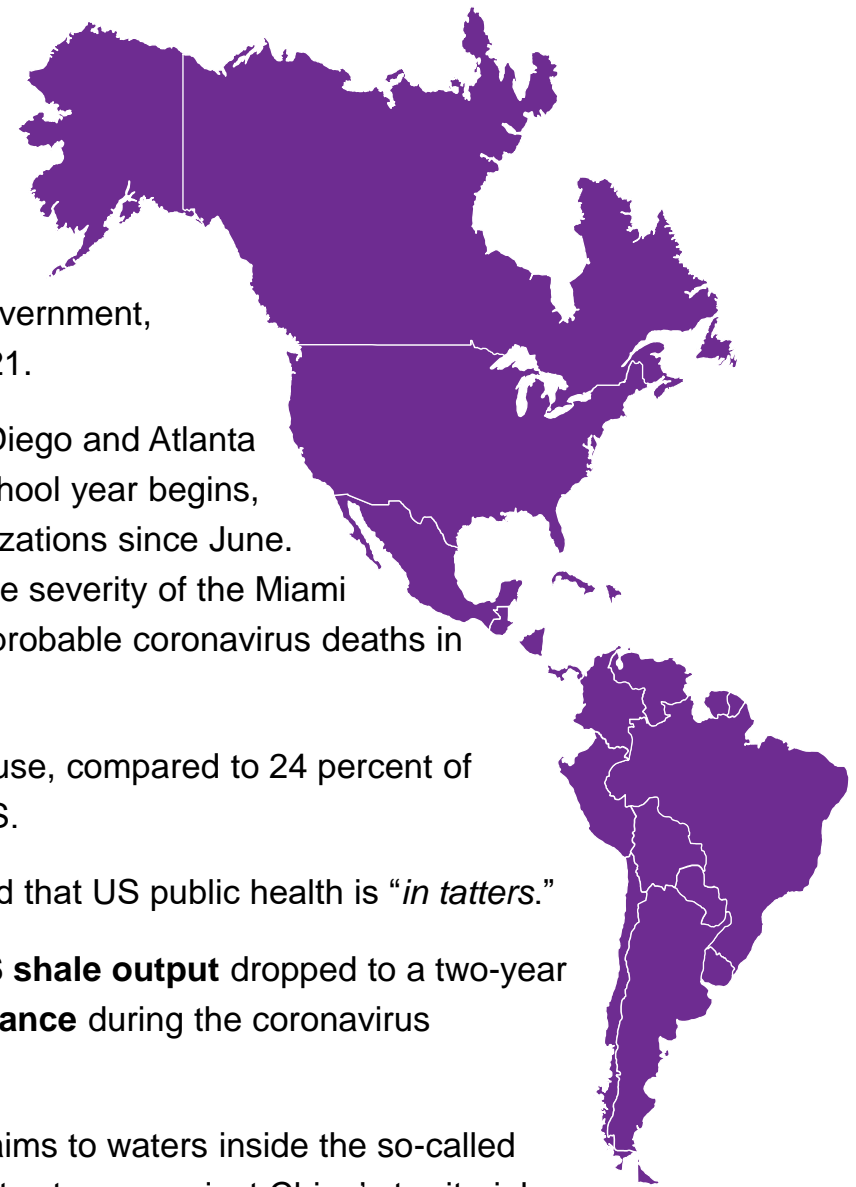 vernment,
21.
Diego and Atlanta
hool year begins,
zations since June.
e severity of the Miami
probable coronavirus deaths in
use, compared to 24 percent of
S.
d that US public health is “in tatters.”
S shale output dropped to a two-year
ance during the coronavirus
aims to waters inside the so-called